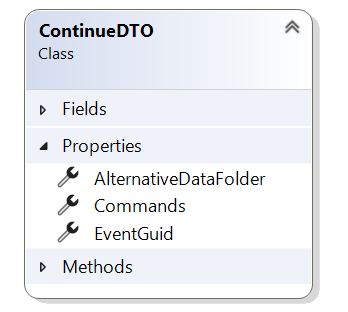 ContinueDTO
Class
Fields
Properties
AlternativeDataFolder
Commands
EventGuid
Methods